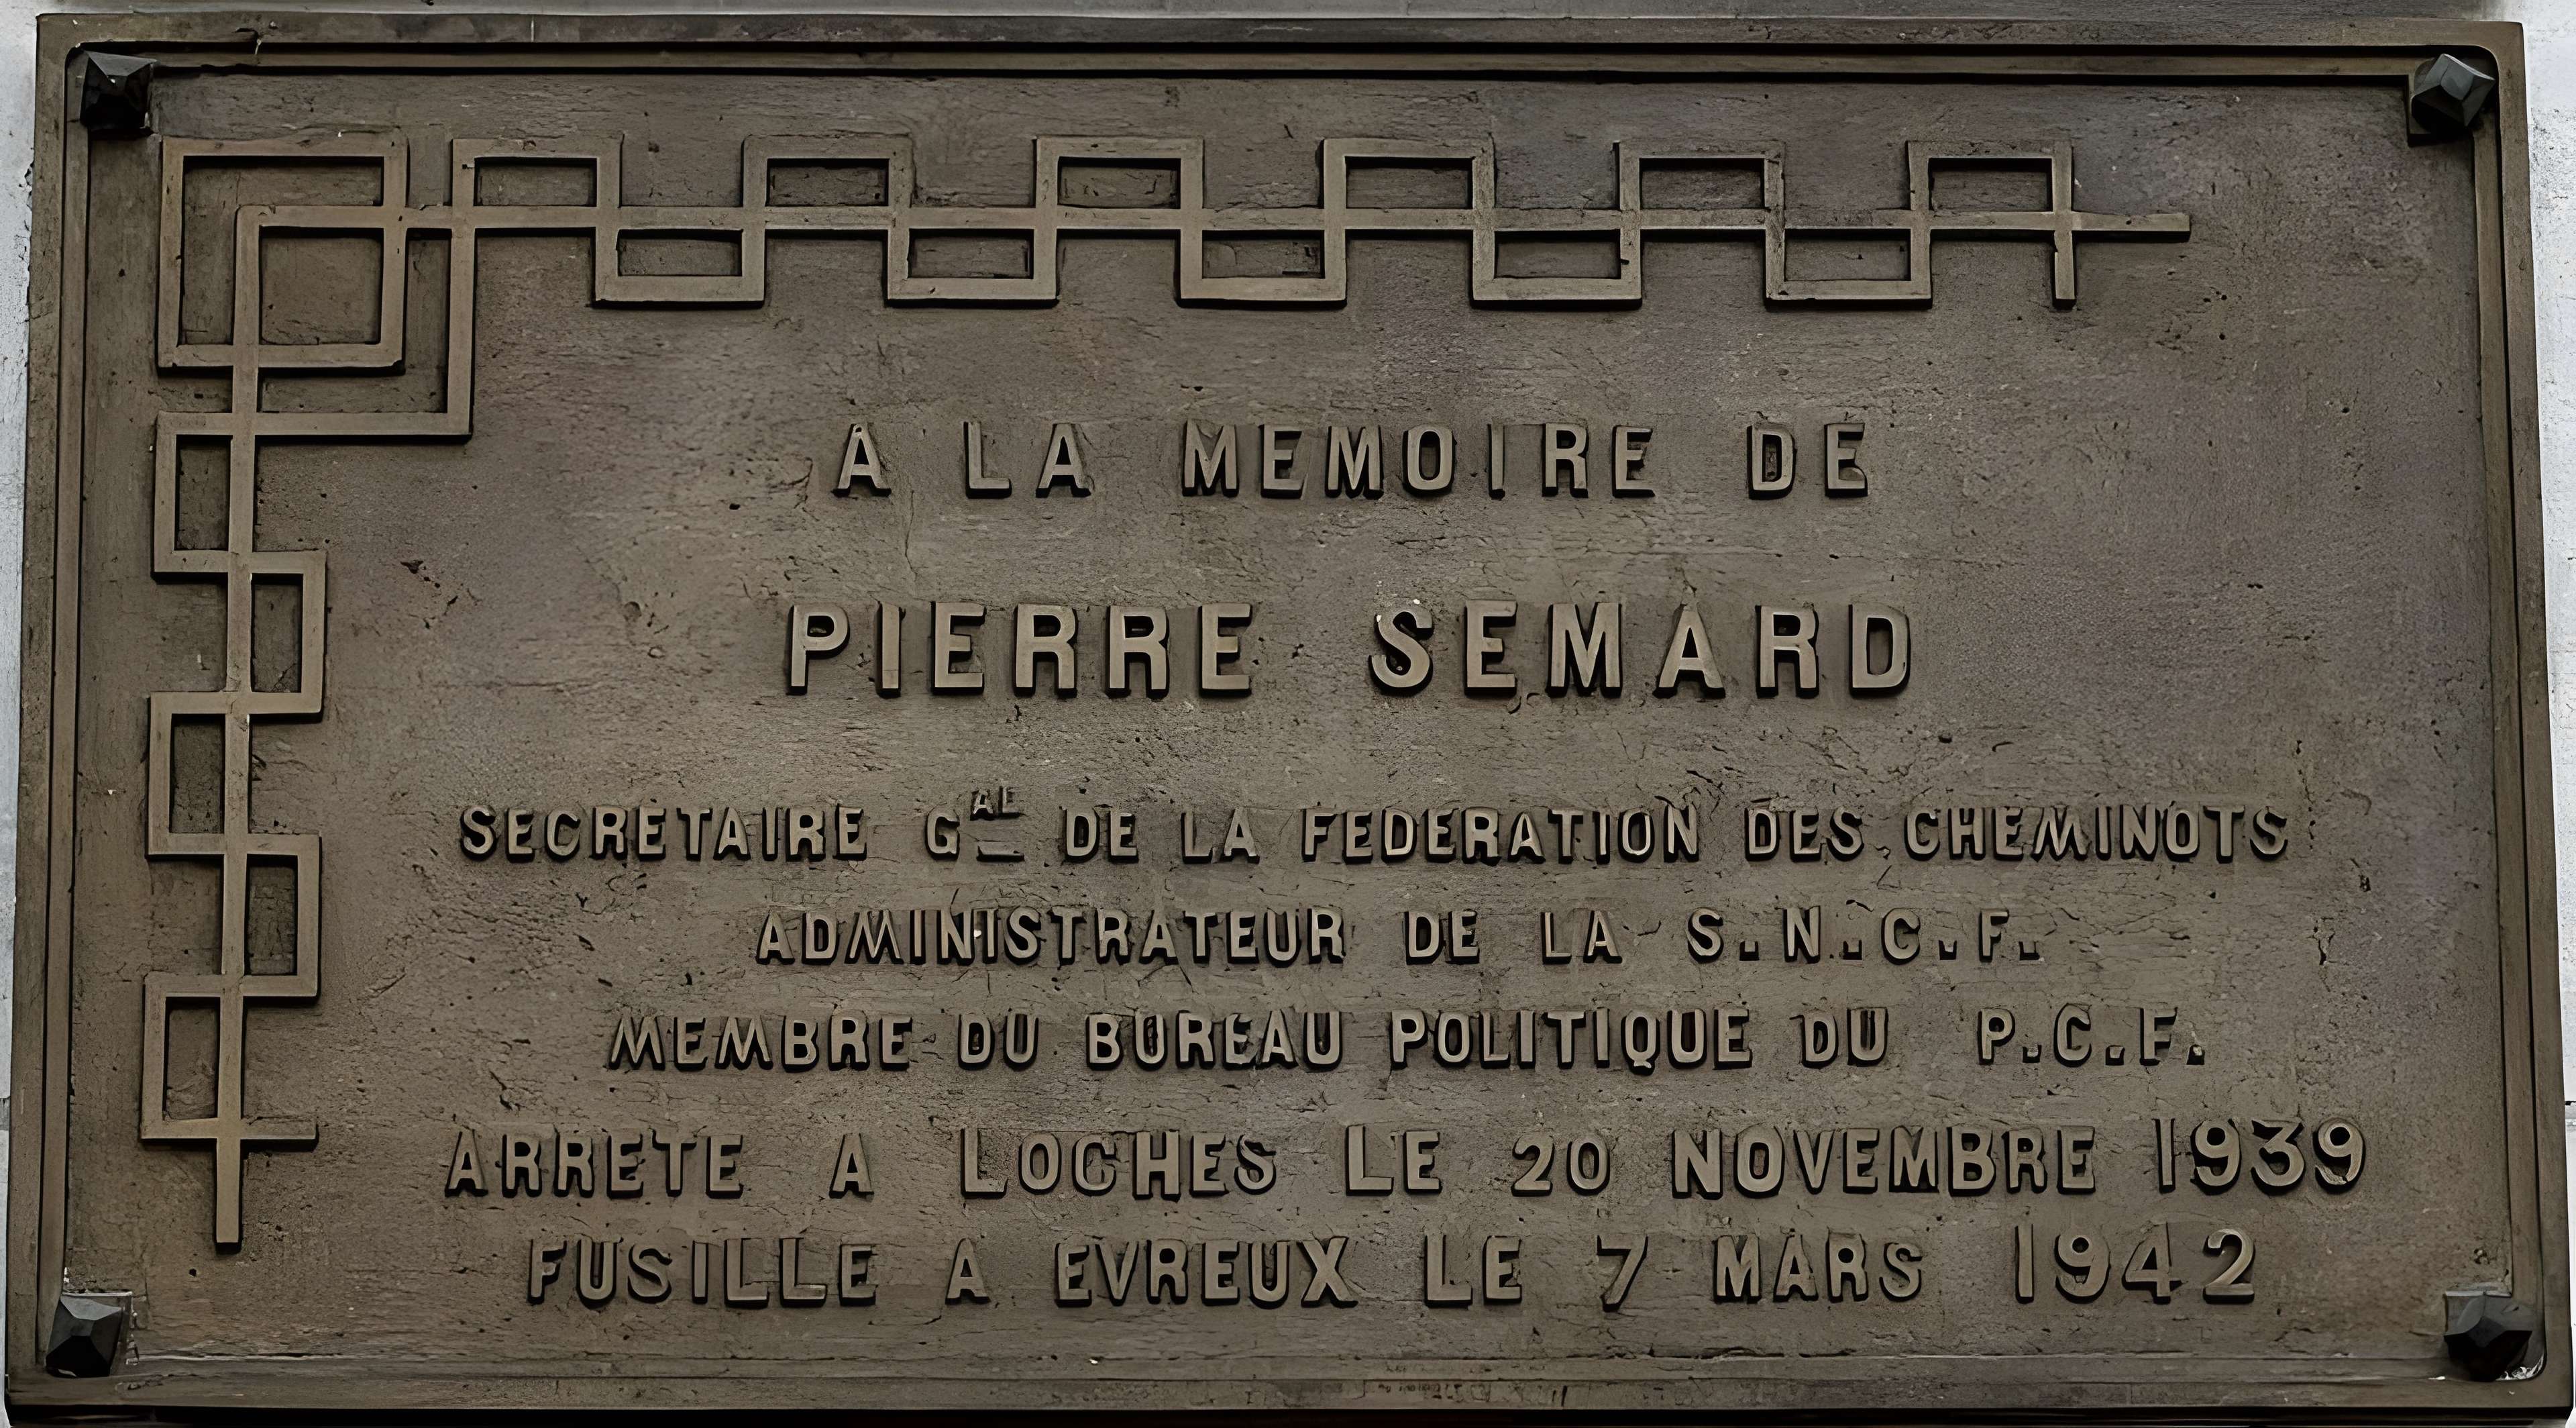 A LA MEMOIRE DE
PIERRE SEMARD
SECRETAIRE GAL DE LA FEDERATION DES CHEMINOTS
ADMINISTRATEUR DE LA S.N.C.F.
MEMBRE DU BUREAU POLITIQUE DU P.C.F.
ARRETE A LOCHES LE 20 NOVEMBRE 1939
FUSILLE A EVREUX LE 7 MARS 1942